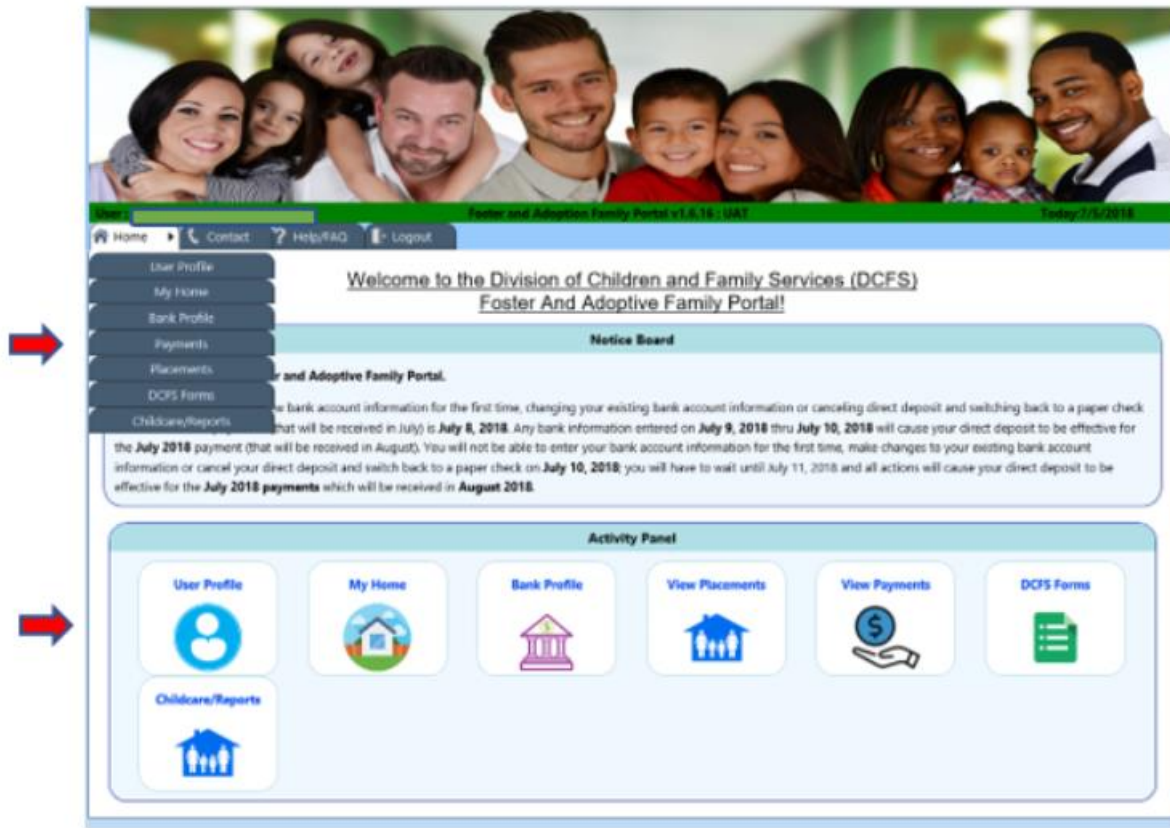 User:
Foster and Adoption Family Portal v1.6.16 : UAT
Today:7/5/2018
Home
Contact
Help/FAQ
Logout
User Profile
My Home
Bank Profile
Payments
Placements
DCFS Forms
Childcare/Reports
Welcome to the Division of Children and Family Services (DCFS)
Foster And Adoptive Family Portal!
Notice Board
r and Adoptive Family Portal.
w bank account information for the first time, changing your existing bank account information or canceling direct deposit and switching back to a paper check
that will be received in July) is July 8, 2018. Any bank information entered on July 9, 2018 thru July 10, 2018 will cause your direct deposit to be effective for
the July 2018 payment (that will be received in August). You will not be able to enter your bank account information for the first time, make changes to your existing bank account
information or cancel your direct deposit and switch back to a paper check on July 10, 2018; you will have to wait until July 11, 2018 and all actions will cause your direct deposit to be
effective for the July 2018 payments which will be received in August 2018.
Activity Panel
User Profile
My Home
Bank Profile
View Placements
View Payments
DCFS Forms
Childcare/Reports